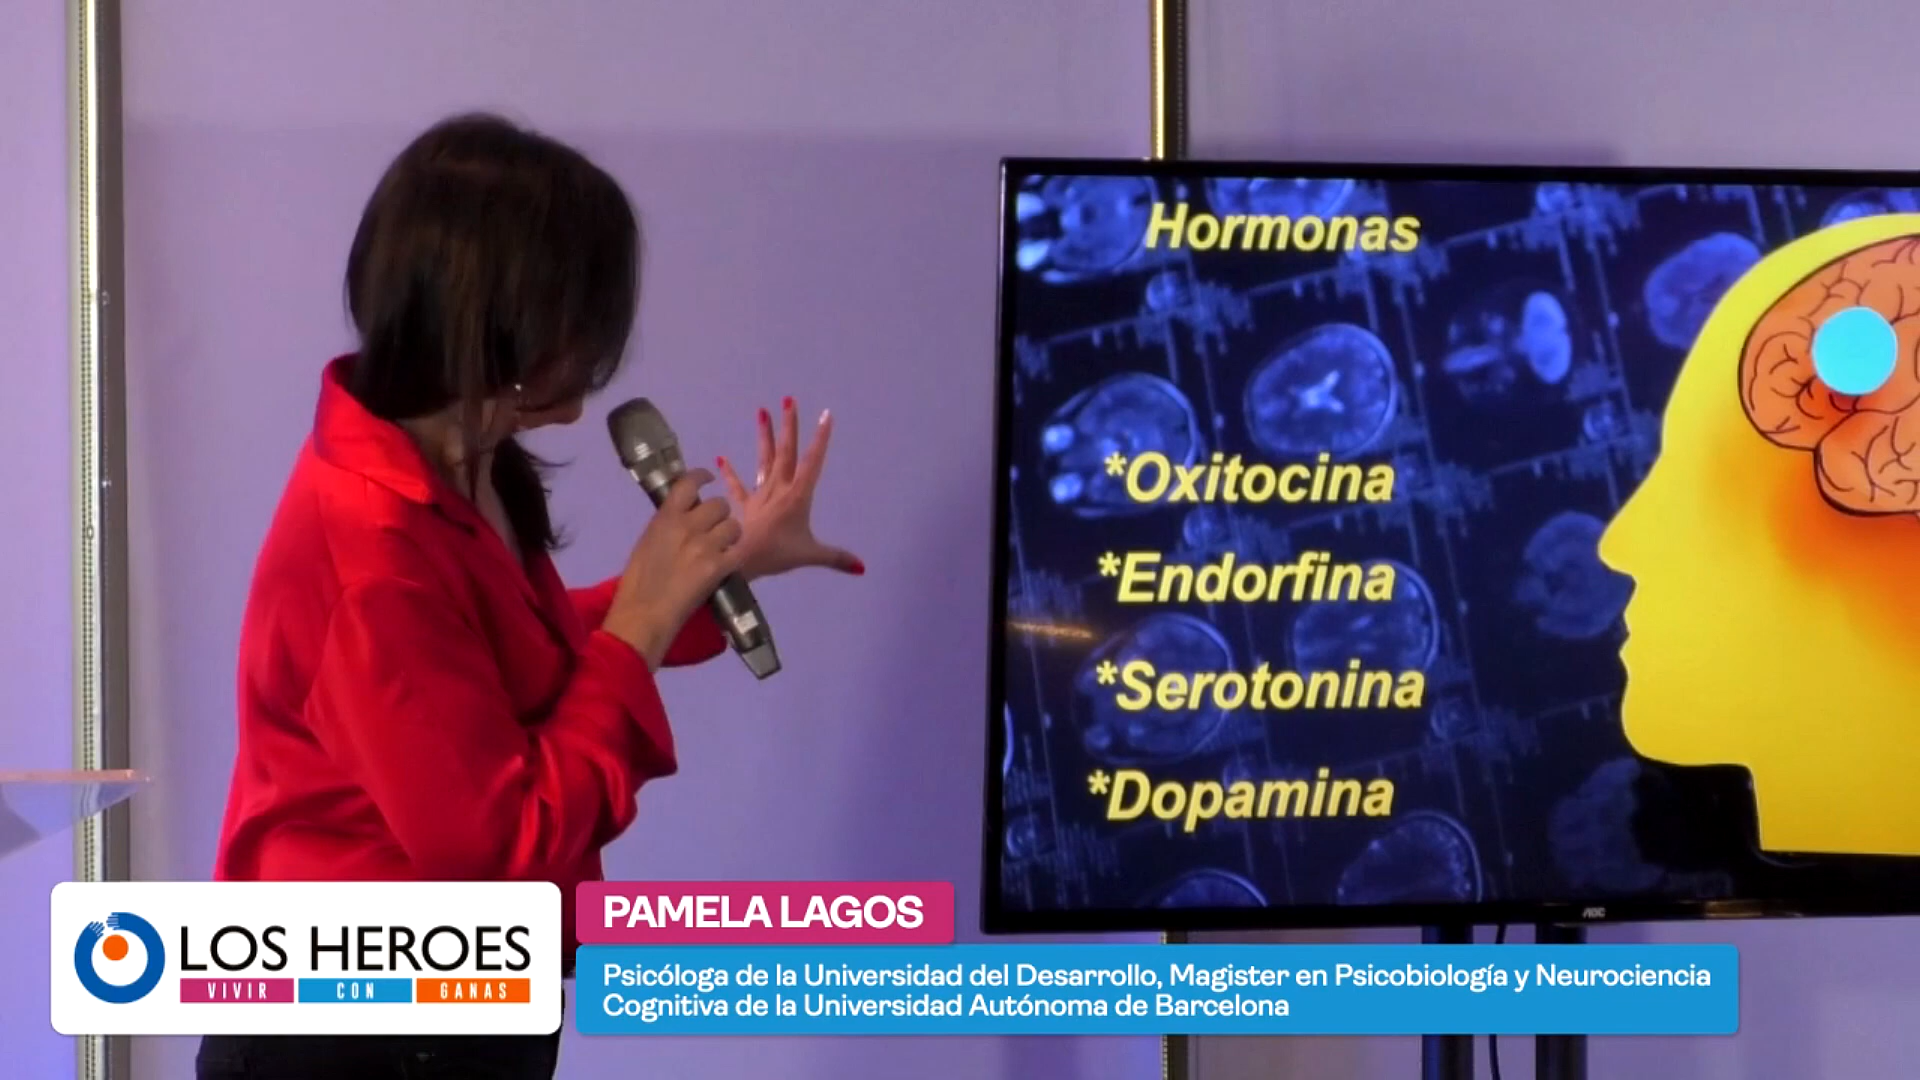 Hormonas
*Oxitocina
*Endorfina
*Serotonina
*Dopamina
AOC
LOS HEROES
VIVIR CON GANAS
PAMELA LAGOS
Psicóloga de la Universidad del Desarrollo, Magister en Psicobiología y Neurociencia
Cognitiva de la Universidad Autónoma de Barcelona